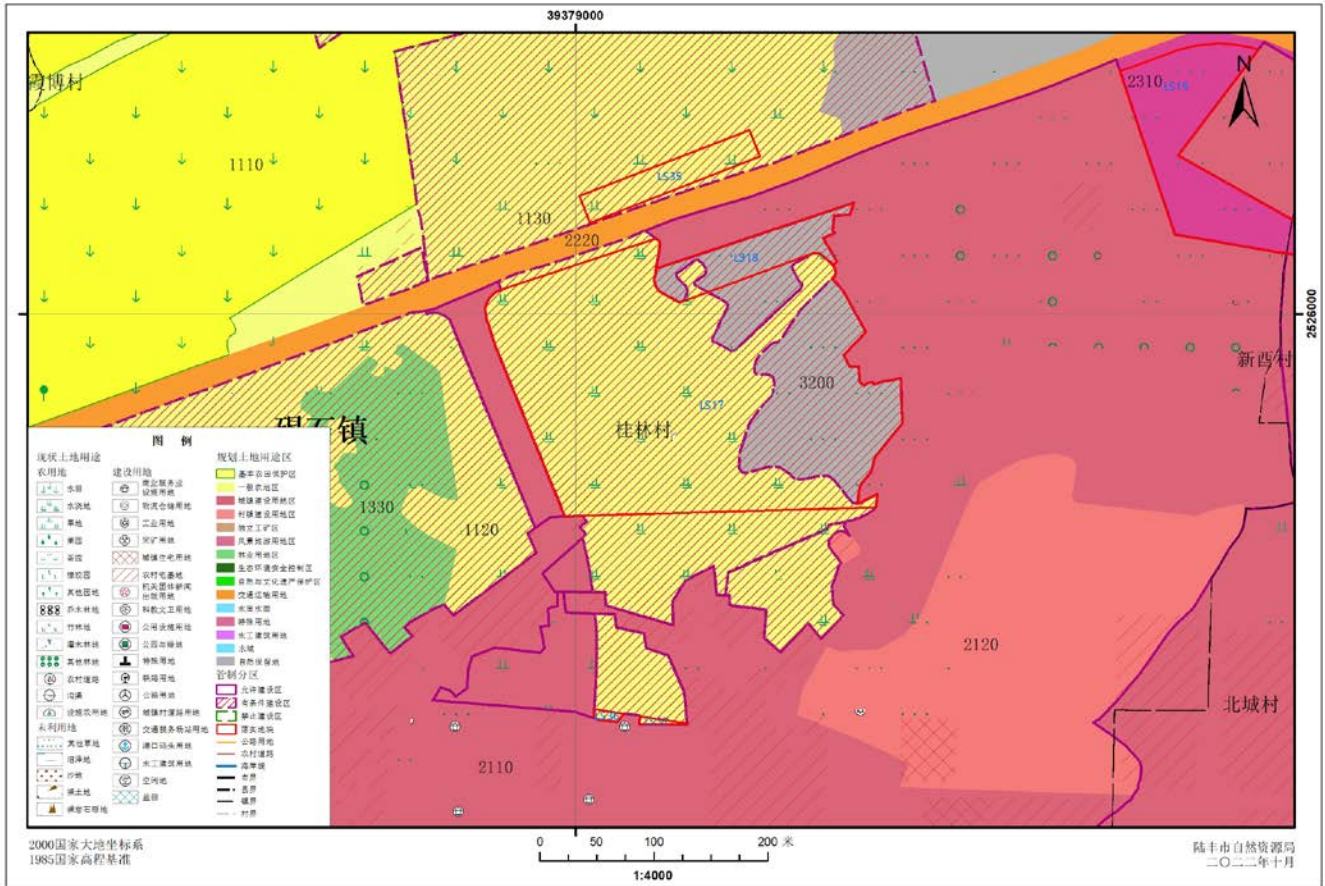 39379000
霞博村
2310
LS16
N
1110
LS35
1130
2220
LS18
2526000
新酉村
3200
LS17
桂林村
碣石镇
1330
1120
2120
北城村
2110
图 例
现状土地用途
农用地
水田
水浇地
旱地
果园
茶园
橡胶园
其他园地
乔木林地
竹林地
灌木林地
其他林地
农村道路
沟渠
设施农用地
未利用地
其他草地
沼泽地
沙地
裸土地
裸岩石砾地
建设用地
商业服务业
设施用地
物流仓储用地
工业用地
采矿用地
城镇住宅用地
农村宅基地
机关团体新闻
出版用地
科教文卫用地
公用设施用地
公园与绿地
特殊用地
铁路用地
公路用地
城镇村道路用地
交通服务场站用地
港口码头用地
水工建筑用地
空闲地
盐田
规划土地用途区
基本农田保护区
一般农地区
城镇建设用地区
村镇建设用地区
独立工矿区
风景旅游用地区
林业用地区
生态环境安全控制区
自然与文化遗产保护区
交通运输用地
水田水面
特殊用地
水工建筑用地
水域
自然保留地
管制分区
允许建设区
有条件建设区
禁止建设区
落实地块
公路用地
农村道路
海岸线
市界
县界
镇界
村界
2000国家大地坐标系
1985国家高程基准
0 50 100 200 米
1:4000
陆丰市自然资源局
二〇二二年十月